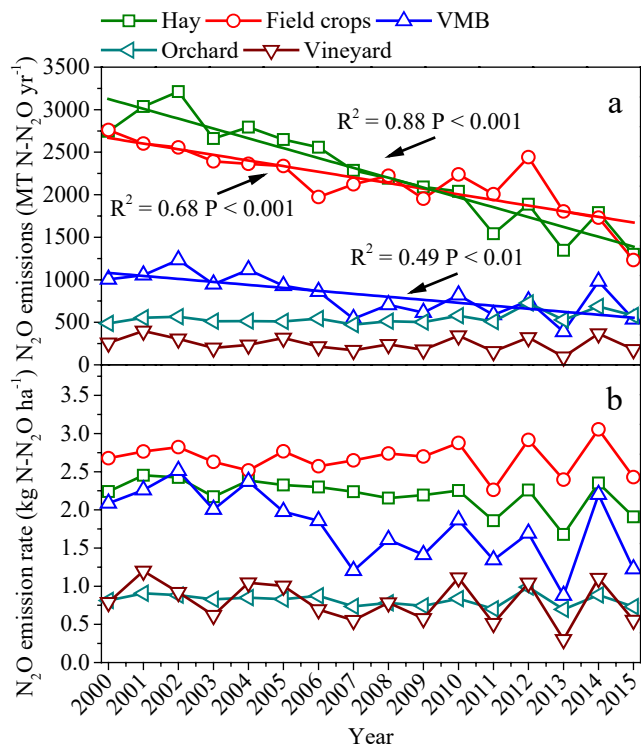 Hay Field crops VMB
Orchard Vineyard
N₂O emissions (MT N-N₂O yr⁻¹)
3500
3000
2500
2000
1500
1000
500
0
a
R² = 0.88 P < 0.001
R² = 0.68 P < 0.001
R² = 0.49 P < 0.01
N₂O emission rate (kg N-N₂O ha⁻¹)
3.5
3.0
2.5
2.0
1.5
1.0
0.5
0.0
b
2000 2001 2002 2003 2004 2005 2006 2007 2008 2009 2010 2011 2012 2013 2014 2015
Year